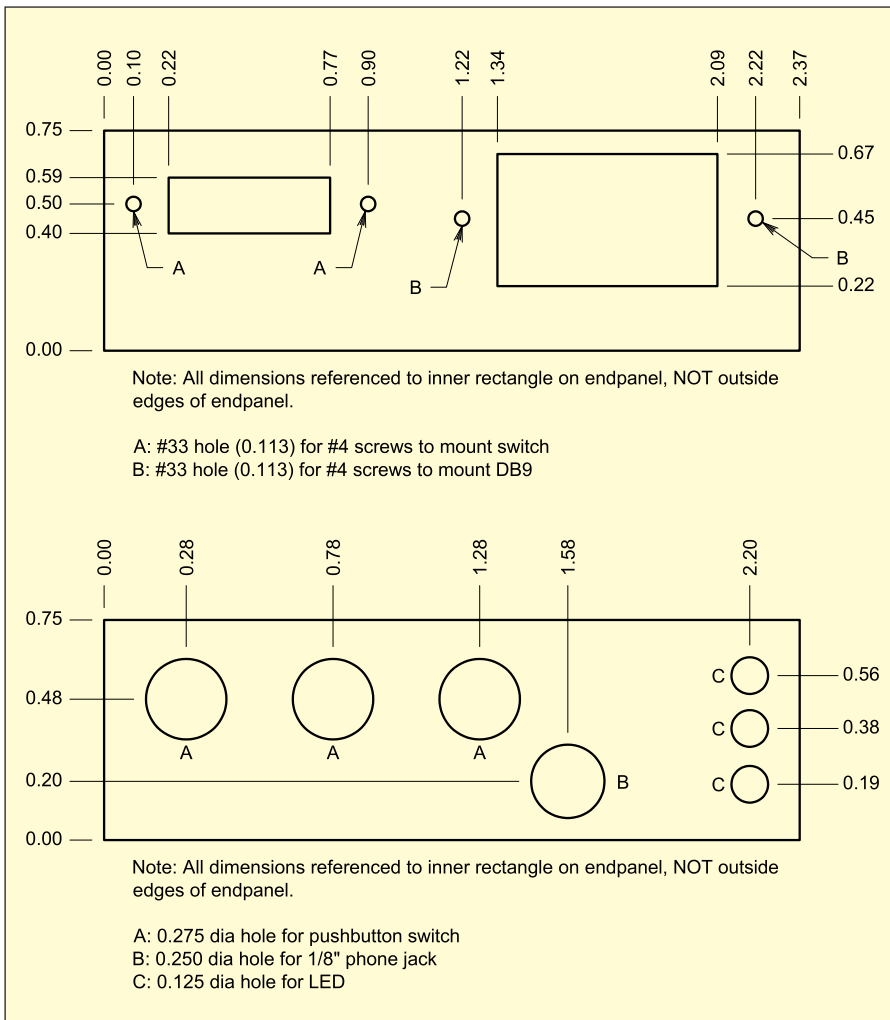 0.00 0.10 0.22 0.77 0.90 1.22 1.34 2.09 2.22 2.37
0.75
0.67
0.59
0.50
0.45
0.40
A A B B
0.22
0.00
Note: All dimensions referenced to inner rectangle on endpanel, NOT outside
edges of endpanel.
A: #33 hole (0.113) for #4 screws to mount switch
B: #33 hole (0.113) for #4 screws to mount DB9
0.00 0.28 0.78 1.28 1.58 2.20
0.75
C 0.56
0.48
C 0.38
A A A
0.20 B C 0.19
0.00
Note: All dimensions referenced to inner rectangle on endpanel, NOT outside
edges of endpanel.
A: 0.275 dia hole for pushbutton switch
B: 0.250 dia hole for 1/8" phone jack
C: 0.125 dia hole for LED